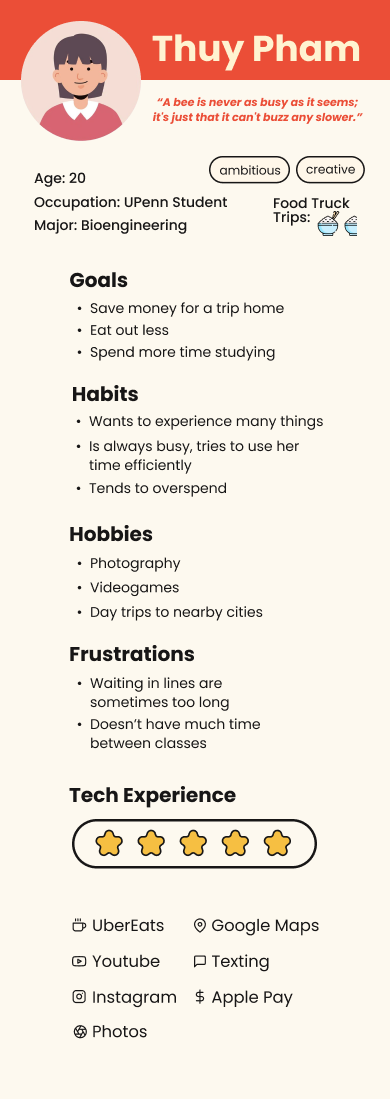 Thuy Pham
“A bee is never as busy as it seems;
it's just that it can't buzz any slower.”
ambitious
creative
Age: 20
Occupation: UPenn Student
Major: Bioengineering
Food Truck
Trips:
Goals
• Save money for a trip home
• Eat out less
• Spend more time studying
Habits
• Wants to experience many things
• Is always busy, tries to use her
time efficiently
• Tends to overspend
Hobbies
• Photography
• Videogames
• Day trips to nearby cities
Frustrations
• Waiting in lines are
sometimes too long
• Doesn’t have much time
between classes
Tech Experience
UberEats
Google Maps
Youtube
Texting
Instagram
Apple Pay
Photos